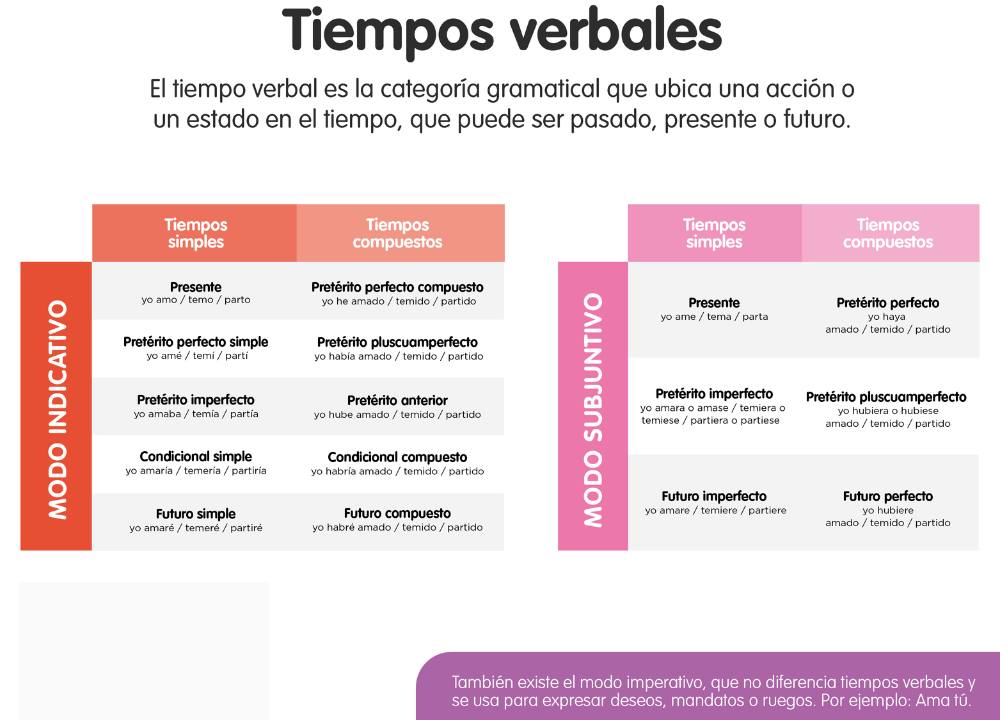 Tiempos verbales
El tiempo verbal es la categoría gramatical que ubica una acción o
un estado en el tiempo, que puede ser pasado, presente o futuro.
MODO INDICATIVO
Tiempos
simples
Tiempos
compuestos
Presente
yo amo / temo / parto
Pretérito perfecto compuesto
yo he amado / temido / partido
Pretérito perfecto simple
yo amé / temí / partí
Pretérito pluscuamperfecto
yo había amado / temido / partido
Pretérito imperfecto
yo amaba / temía / partía
Pretérito anterior
yo hube amado / temido / partido
Condicional simple
yo amaría / temería / partiría
Condicional compuesto
yo habría amado / temido / partido
Futuro simple
yo amaré / temeré / partiré
Futuro compuesto
yo habré amado / temido / partido
MODO SUBJUNTIVO
Tiempos
simples
Tiempos
compuestos
Presente
yo ame / tema / parta
Pretérito perfecto
yo haya
amado / temido / partido
Pretérito imperfecto
yo amara o amase / temiera o
temiese / partiera o partiese
Pretérito pluscuamperfecto
yo hubiera o hubiese
amado / temido / partido
Futuro imperfecto
yo amare / temiere / partiere
Futuro perfecto
yo hubiere
amado / temido / partido
También existe el modo imperativo, que no diferencia tiempos verbales y
se usa para expresar deseos, mandatos o ruegos. Por ejemplo: Ama tú.